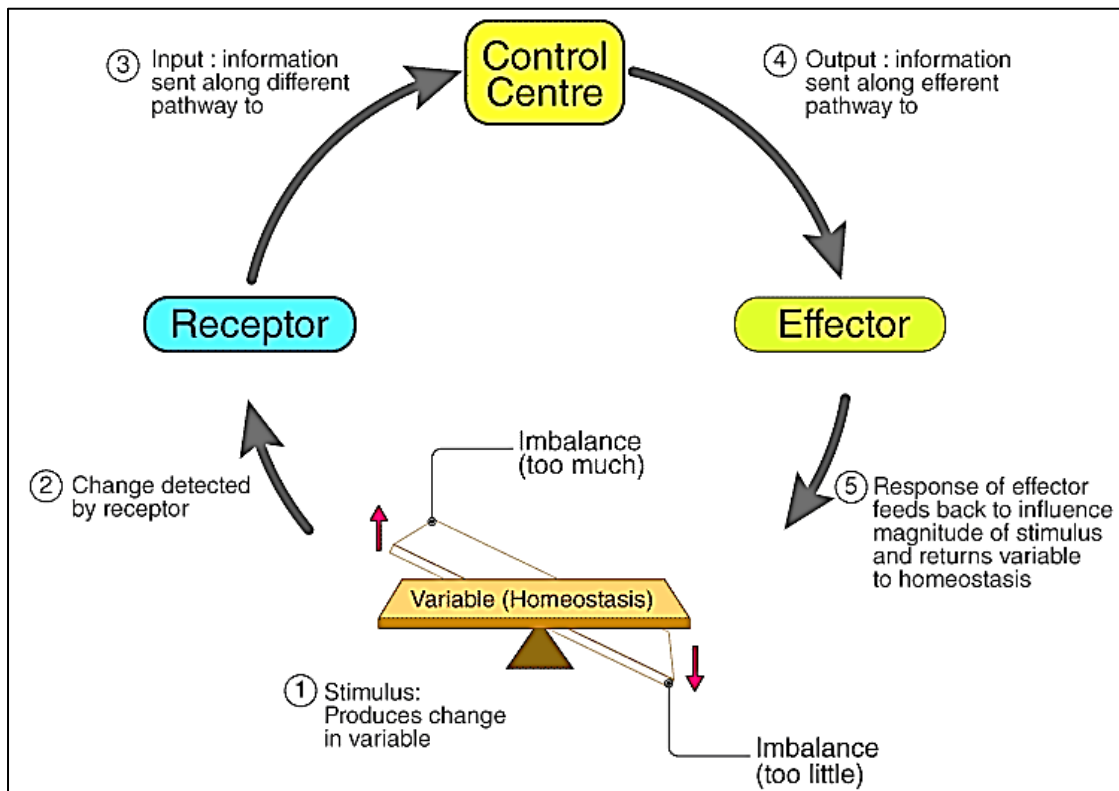 Control
Centre
3 Input : information
sent along different
pathway to
4 Output : information
sent along efferent
pathway to
Receptor
Effector
2 Change detected
by receptor
Imbalance
(too much)
5 Response of effector
feeds back to influence
magnitude of stimulus
and returns variable
to homeostasis
Variable (Homeostasis)
1 Stimulus:
Produces change
in variable
Imbalance
(too little)